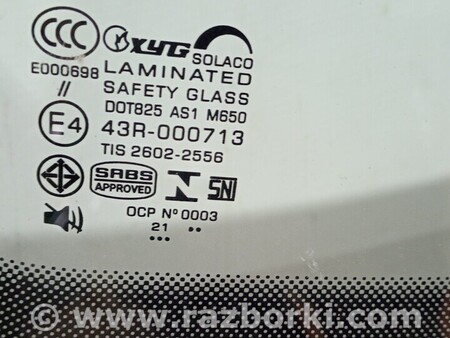 CCC XYG SOLACO
E000698 LAMINATED
// SAFETY GLASS
DOT825 AS1 M650
E4 43R-000713
TIS 2602-2556
SABS APPROVED SNI
OCP Nº 0003
21
© www.razborki.com